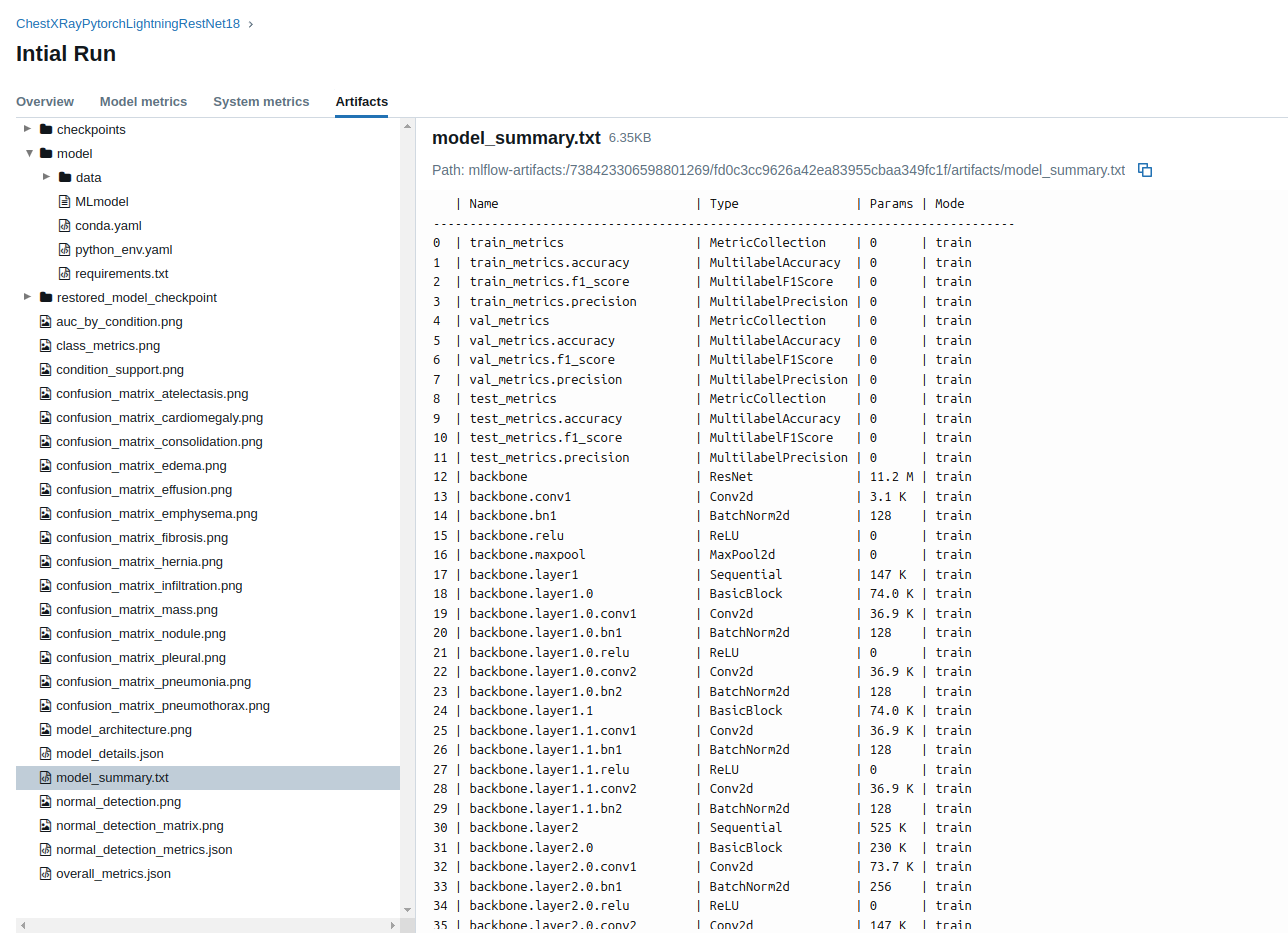 ChestXRayPytorchLightningRestNet18 ›
Intial Run
Overview Model metrics System metrics Artifacts
checkpoints
model
data
MLmodel
conda.yaml
python_env.yaml
requirements.txt
restored_model_checkpoint
auc_by_condition.png
class_metrics.png
condition_support.png
confusion_matrix_atelectasis.png
confusion_matrix_cardiomegaly.png
confusion_matrix_consolidation.png
confusion_matrix_edema.png
confusion_matrix_effusion.png
confusion_matrix_emphysema.png
confusion_matrix_fibrosis.png
confusion_matrix_hernia.png
confusion_matrix_infiltration.png
confusion_matrix_mass.png
confusion_matrix_nodule.png
confusion_matrix_pleural.png
confusion_matrix_pneumonia.png
confusion_matrix_pneumothorax.png
model_architecture.png
model_details.json
model_summary.txt
normal_detection.png
normal_detection_matrix.png
normal_detection_metrics.json
overall_metrics.json
model_summary.txt 6.35KB
Path: mlflow-artifacts:/738423306598801269/fd0c3cc9626a42ea83955cbaa349fc1f/artifacts/model_summary.txt
| Name | Type | Params | Mode
--------------------------------------------------------------------------------
0 | train_metrics | MetricCollection | 0 | train
1 | train_metrics.accuracy | MultilabelAccuracy | 0 | train
2 | train_metrics.f1_score | MultilabelF1Score | 0 | train
3 | train_metrics.precision | MultilabelPrecision | 0 | train
4 | val_metrics | MetricCollection | 0 | train
5 | val_metrics.accuracy | MultilabelAccuracy | 0 | train
6 | val_metrics.f1_score | MultilabelF1Score | 0 | train
7 | val_metrics.precision | MultilabelPrecision | 0 | train
8 | test_metrics | MetricCollection | 0 | train
9 | test_metrics.accuracy | MultilabelAccuracy | 0 | train
10 | test_metrics.f1_score | MultilabelF1Score | 0 | train
11 | test_metrics.precision | MultilabelPrecision | 0 | train
12 | backbone | ResNet | 11.2 M | train
13 | backbone.conv1 | Conv2d | 3.1 K | train
14 | backbone.bn1 | BatchNorm2d | 128 | train
15 | backbone.relu | ReLU | 0 | train
16 | backbone.maxpool | MaxPool2d | 0 | train
17 | backbone.layer1 | Sequential | 147 K | train
18 | backbone.layer1.0 | BasicBlock | 74.0 K | train
19 | backbone.layer1.0.conv1 | Conv2d | 36.9 K | train
20 | backbone.layer1.0.bn1 | BatchNorm2d | 128 | train
21 | backbone.layer1.0.relu | ReLU | 0 | train
22 | backbone.layer1.0.conv2 | Conv2d | 36.9 K | train
23 | backbone.layer1.0.bn2 | BatchNorm2d | 128 | train
24 | backbone.layer1.1 | BasicBlock | 74.0 K | train
25 | backbone.layer1.1.conv1 | Conv2d | 36.9 K | train
26 | backbone.layer1.1.bn1 | BatchNorm2d | 128 | train
27 | backbone.layer1.1.relu | ReLU | 0 | train
28 | backbone.layer1.1.conv2 | Conv2d | 36.9 K | train
29 | backbone.layer1.1.bn2 | BatchNorm2d | 128 | train
30 | backbone.layer2 | Sequential | 525 K | train
31 | backbone.layer2.0 | BasicBlock | 230 K | train
32 | backbone.layer2.0.conv1 | Conv2d | 73.7 K | train
33 | backbone.layer2.0.bn1 | BatchNorm2d | 256 | train
34 | backbone.layer2.0.relu | ReLU | 0 | train
35 | backbone.layer2.0.conv2 | Conv2d | 147 K | train